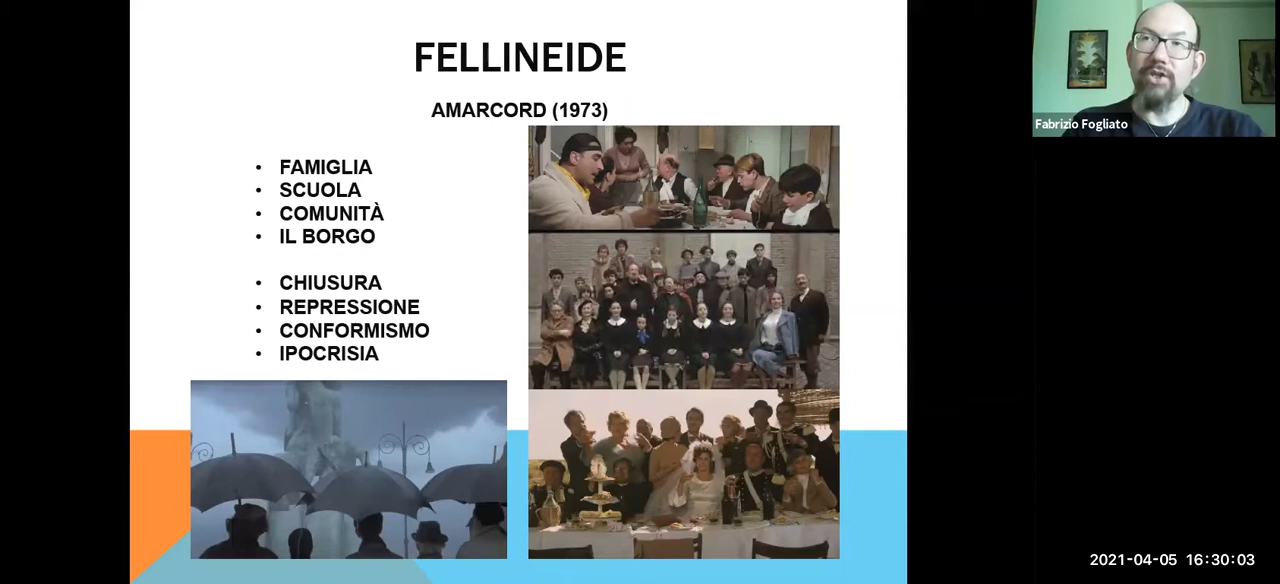 FELLINEIDE
AMARCORD (1973)
• FAMIGLIA
• SCUOLA
• COMUNITÀ
• IL BORGO
• CHIUSURA
• REPRESSIONE
• CONFORMISMO
• IPOCRISIA
Fabrizio Fogliato
2021-04-05 16:30:03